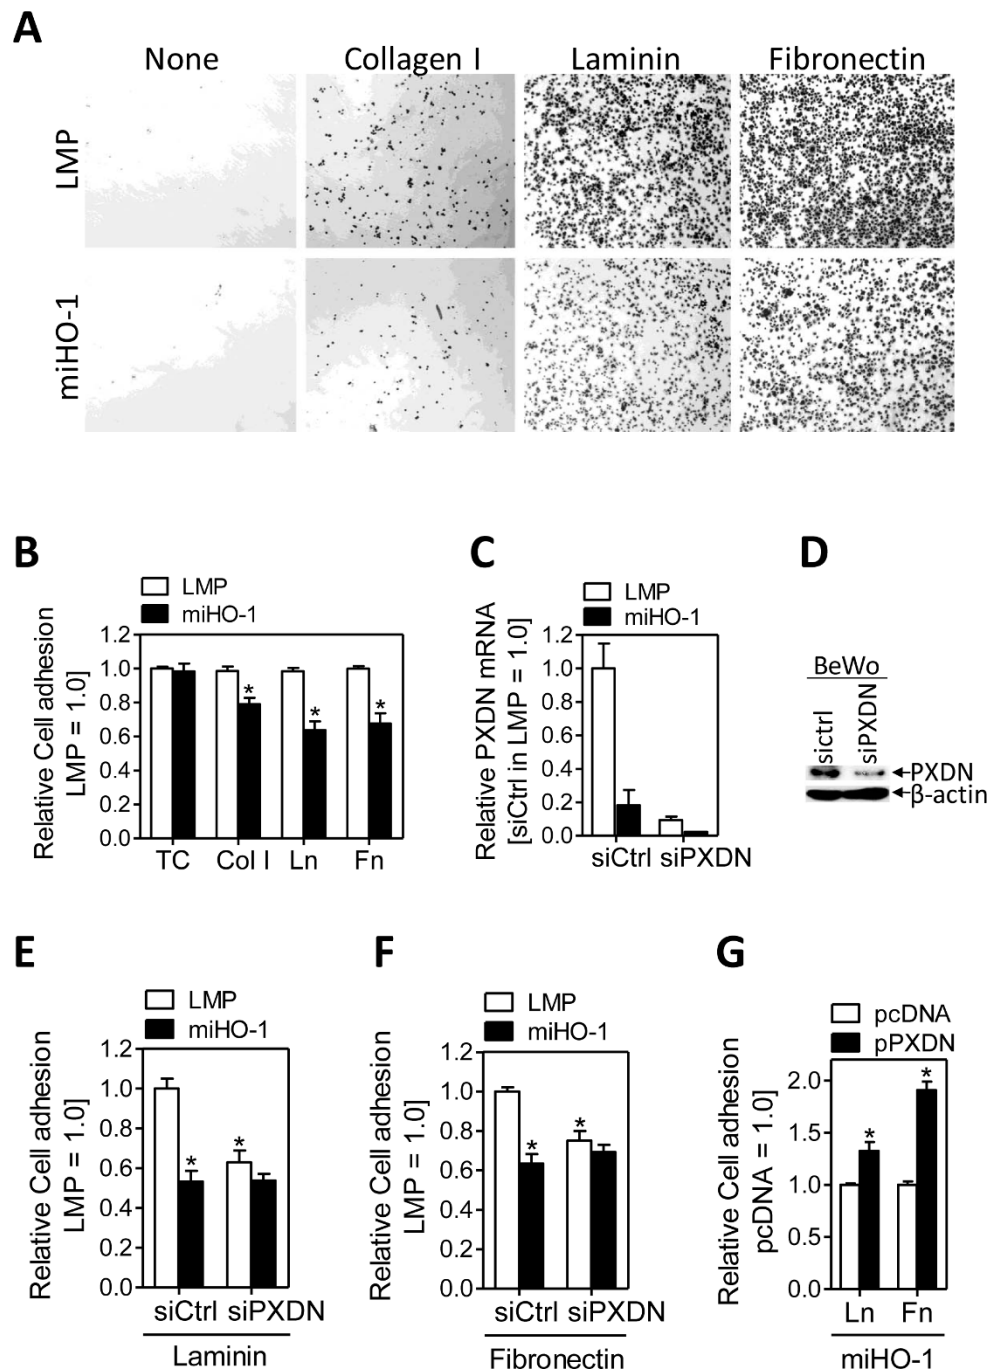 A
None Collagen I Laminin Fibronectin
LMP
miHO-1
B
LMP
miHO-1
Relative Cell adhesion
[LMP = 1.0]
1.2
1.0
0.8
0.6
0.4
0.2
0.0
* * *
TC Col I Ln Fn
C
LMP
miHO-1
Relative PXDN mRNA
[siCtrl in LMP = 1.0]
1.2
1.0
0.8
0.6
0.4
0.2
0.0
siCtrl siPXDN
D
BeWo
sictrl siPXDN
PXDN
β-actin
E
LMP
miHO-1
Relative Cell adhesion
LMP = 1.0]
1.2
1.0
0.8
0.6
0.4
0.2
0.0
* *
siCtrl siPXDN
Laminin
F
LMP
miHO-1
Relative Cell adhesion
LMP = 1.0]
1.2
1.0
0.8
0.6
0.4
0.2
0.0
* *
siCtrl siPXDN
Fibronectin
G
pcDNA
pPXDN
Relative Cell adhesion
pcDNA = 1.0]
2.0
1.5
1.0
0.5
0.0
* *
Ln Fn
miHO-1